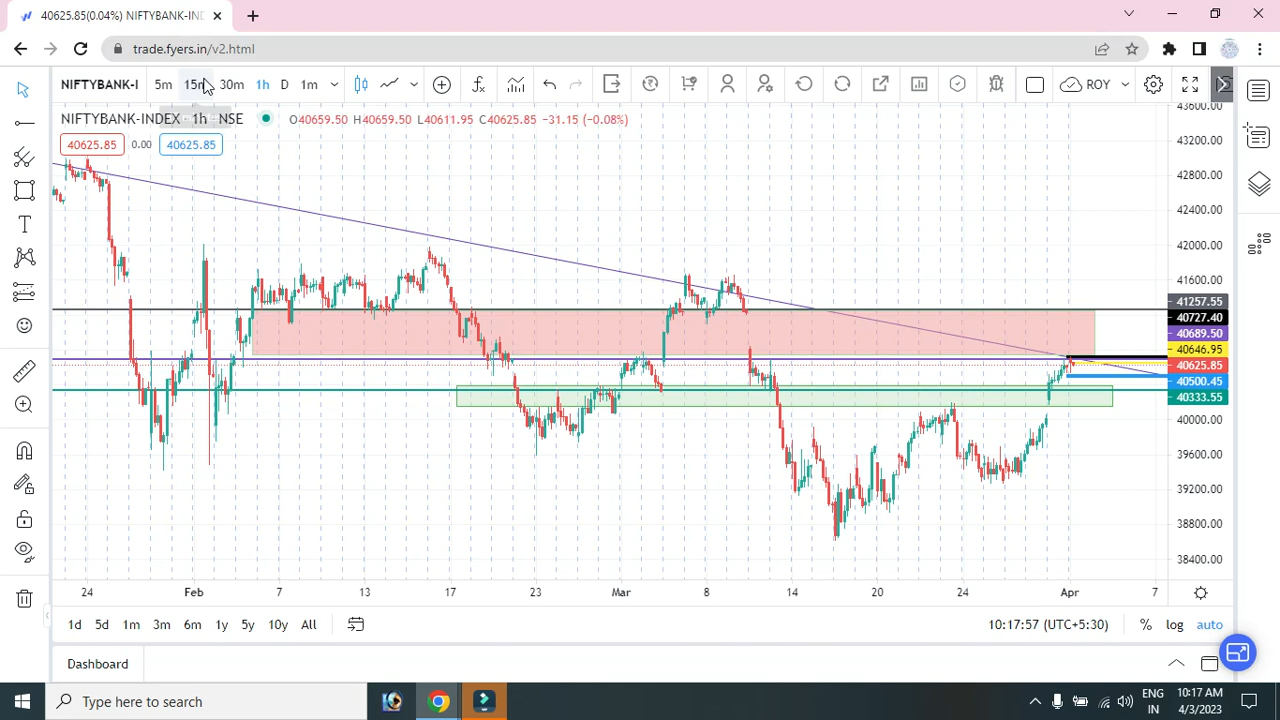 40625.85(0.04%) NIFTYBANK-IND
trade.fyers.in/v2.html
NIFTYBANK-I 5m 15m 30m 1h D 1m ROY
NIFTYBANK-INDEX · 1h · NSE O40659.50 H40659.50 L40611.95 C40625.85 −31.15 (−0.08%)
40625.85 0.00 40625.85
43600.00
43200.00
42800.00
42400.00
42000.00
41600.00
41257.55
40727.40
40689.50
40646.95
40625.85
40500.45
40333.55
40000.00
39600.00
39200.00
38800.00
38400.00
24 Feb 7 13 17 23 Mar 8 14 20 24 Apr 7
1d 5d 1m 3m 6m 1y 5y 10y All 10:17:57 (UTC+5:30) % log auto
Dashboard
Type here to search
ENG
IN
10:17 AM
4/3/2023